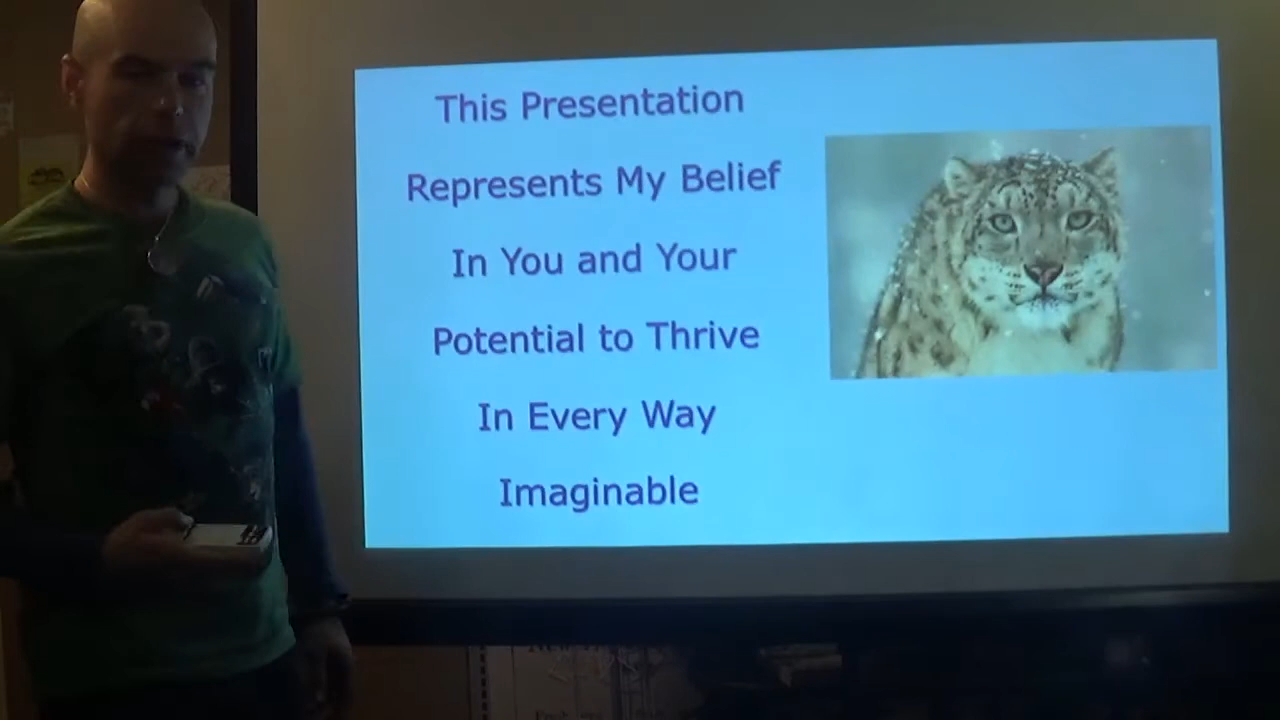 This Presentation
Represents My Belief
In You and Your
Potential to Thrive
In Every Way
Imaginable